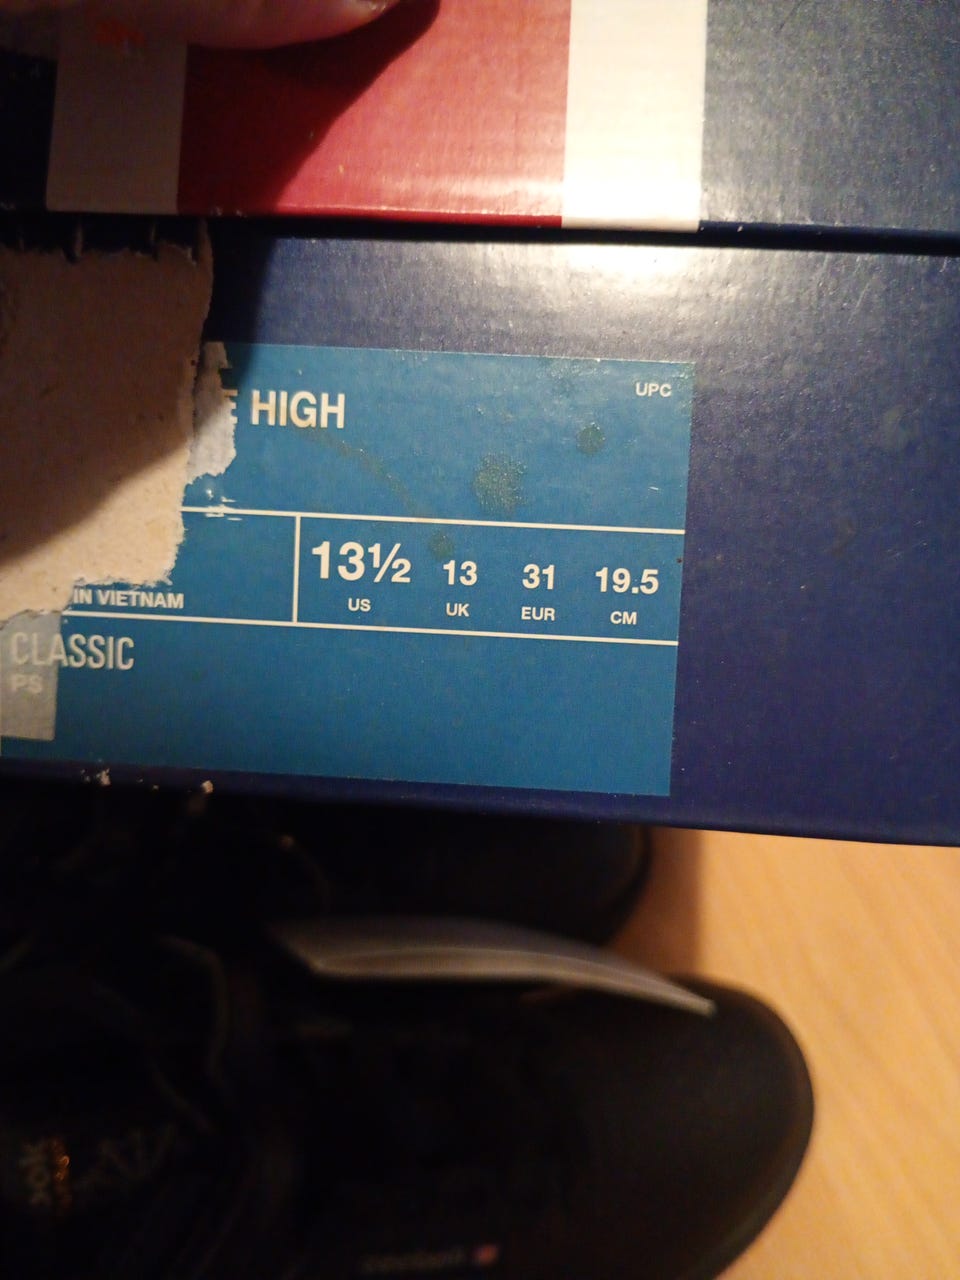 HIGH
UPC
13½ 13 31 19.5
US UK EUR CM
IN VIETNAM
CLASSIC
PS